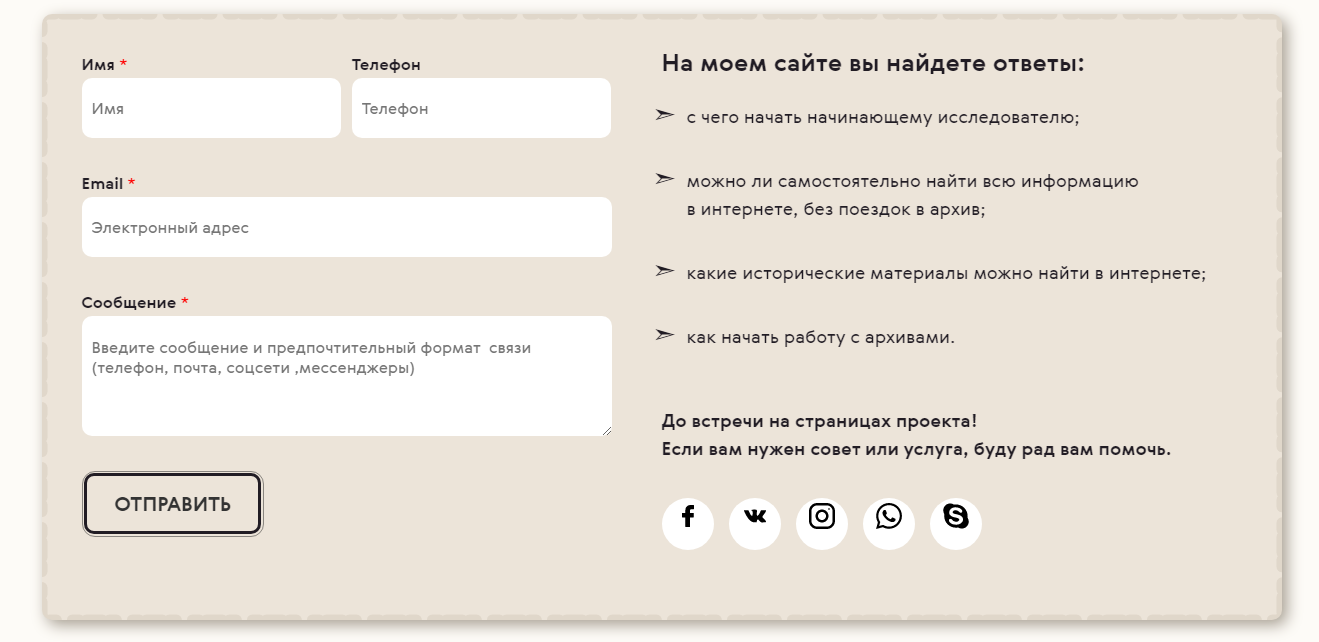 Имя *
Телефон
Имя
Телефон
Email *
Электронный адрес
Сообщение *
Введите сообщение и предпочтительный формат  связи
(телефон, почта, соцсети ,мессенджеры)
ОТПРАВИТЬ
На моем сайте вы найдете ответы:
с чего начать начинающему исследователю;
можно ли самостоятельно найти всю информацию
в интернете, без поездок в архив;
какие исторические материалы можно найти в интернете;
как начать работу с архивами.
До встречи на страницах проекта!
Если вам нужен совет или услуга, буду рад вам помочь.